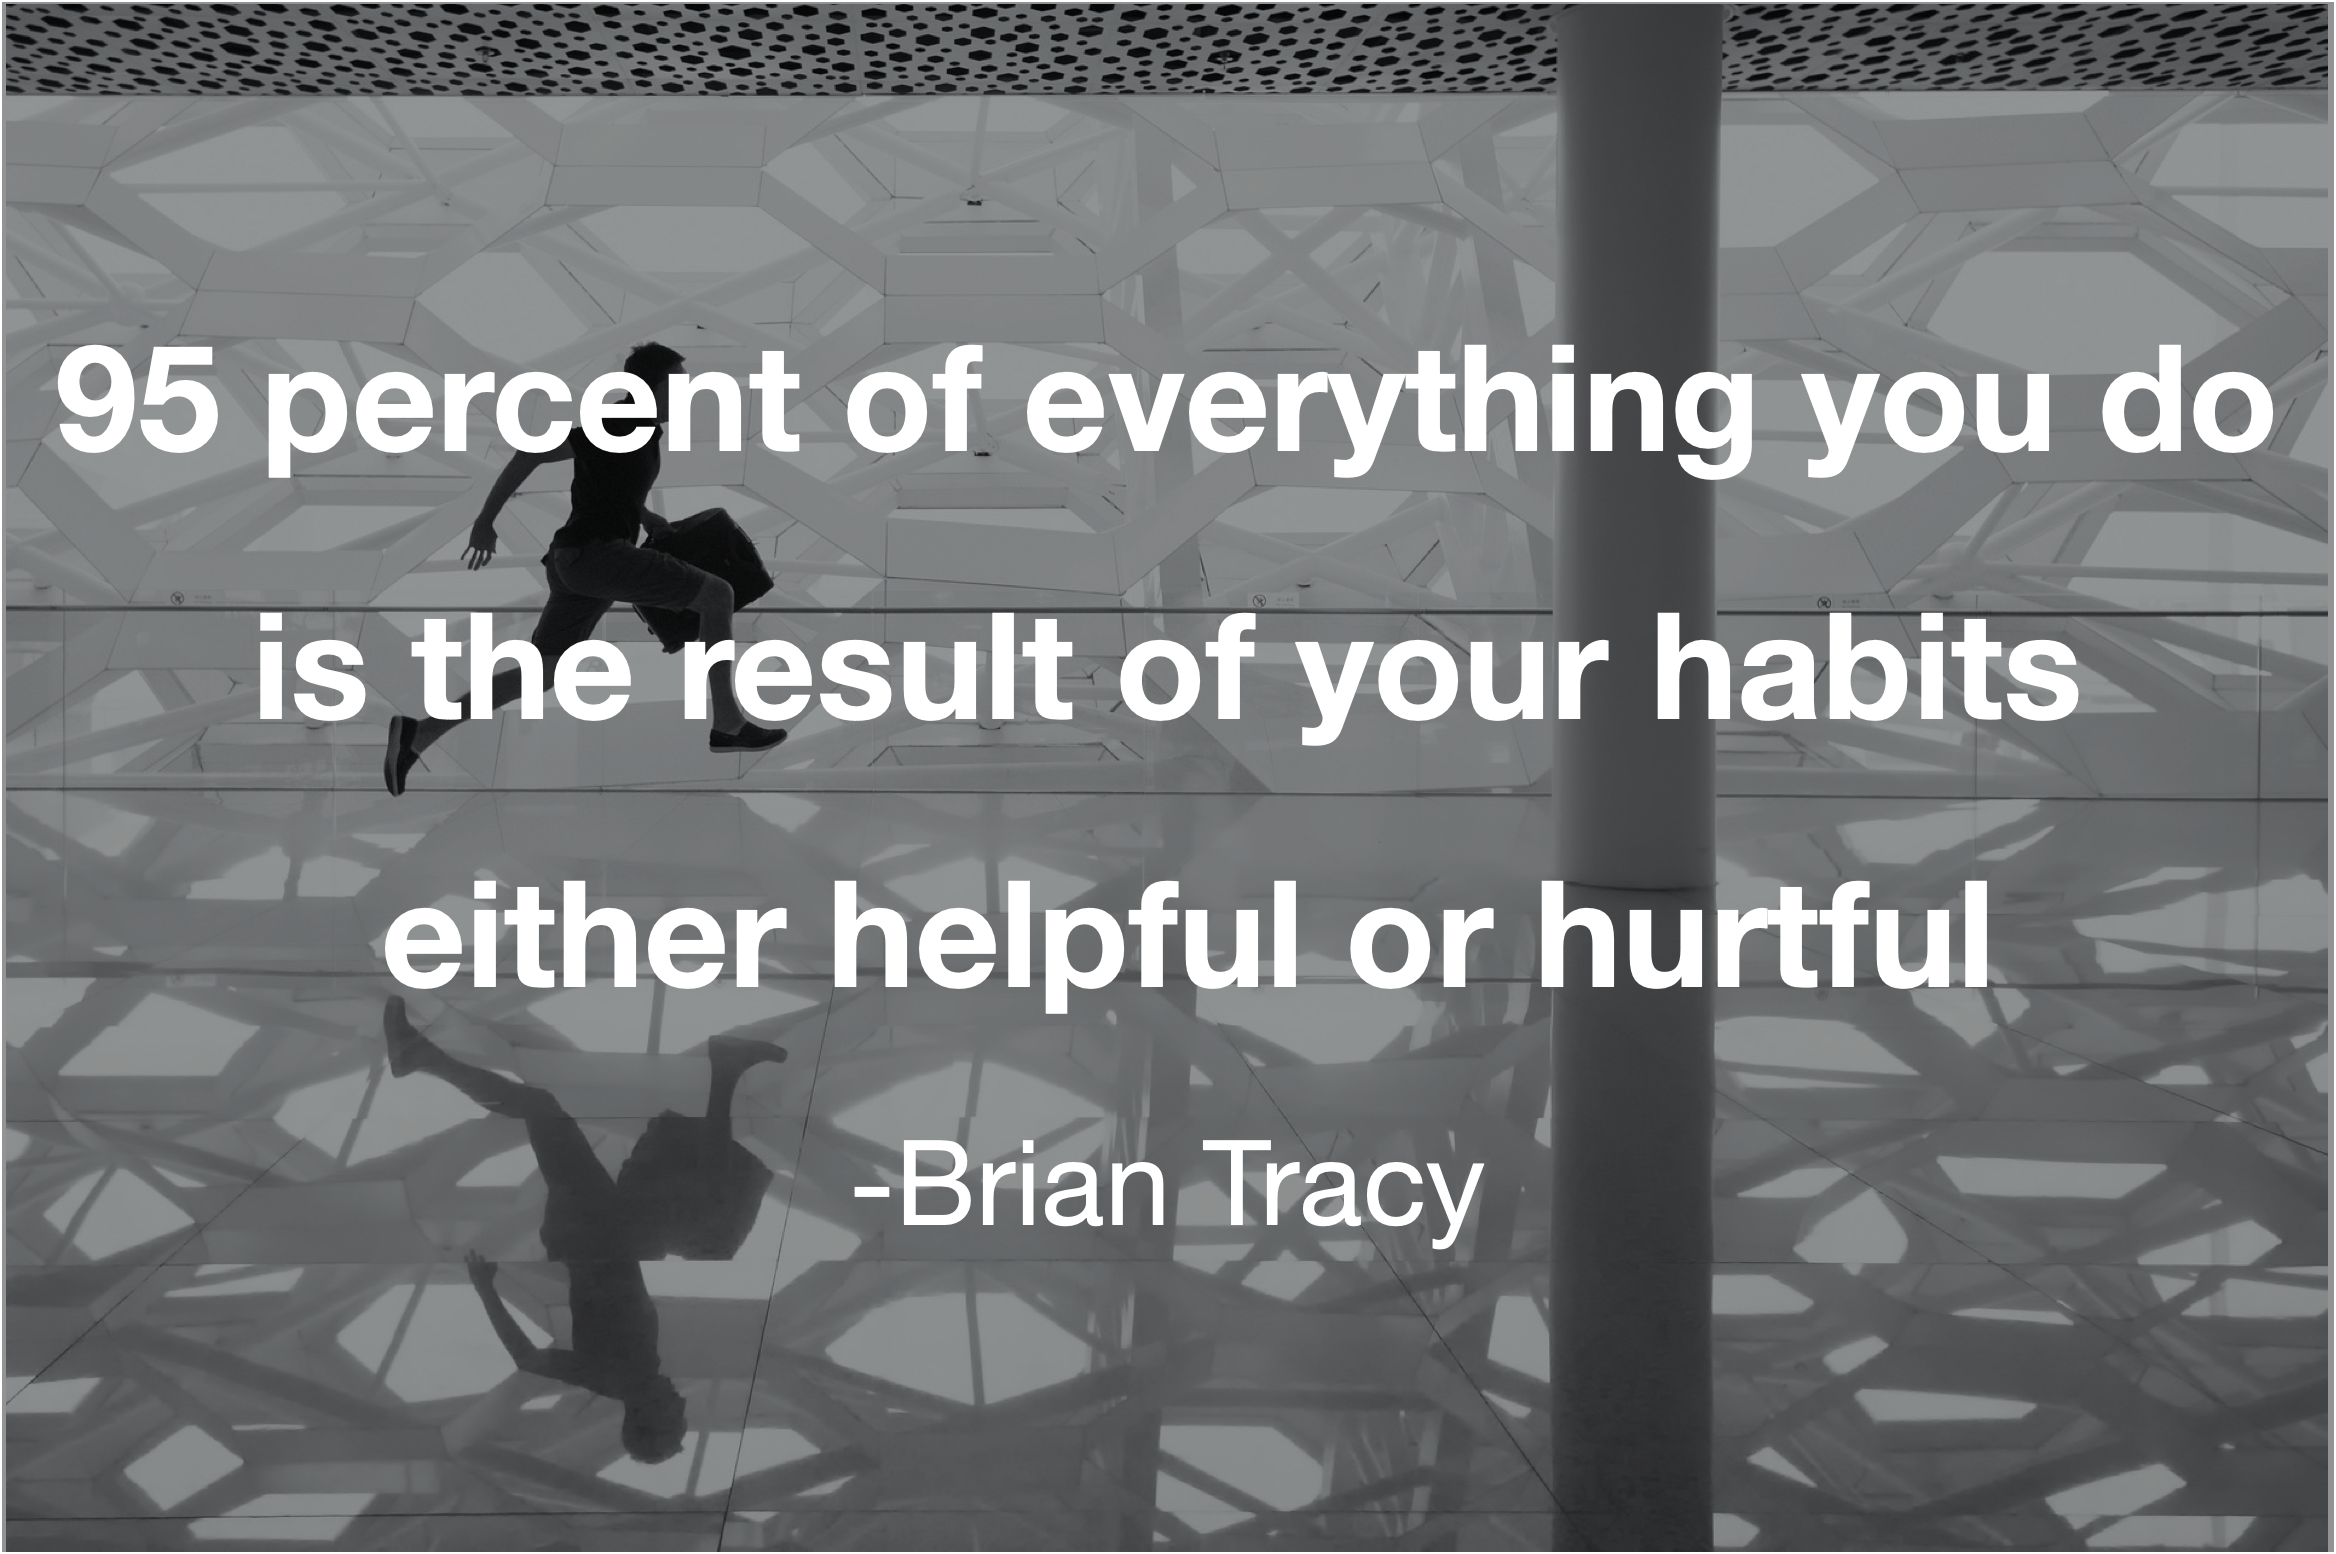 95 percent of everything you do
is the result of your habits
either helpful or hurtful
-Brian Tracy